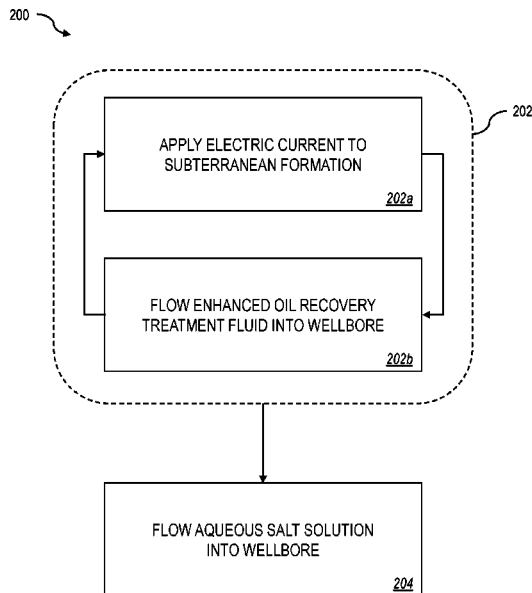 200
202
APPLY ELECTRIC CURRENT TO
SUBTERRANEAN FORMATION
202a
FLOW ENHANCED OIL RECOVERY
TREATMENT FLUID INTO WELLBORE
202b
FLOW AQUEOUS SALT SOLUTION
INTO WELLBORE
204